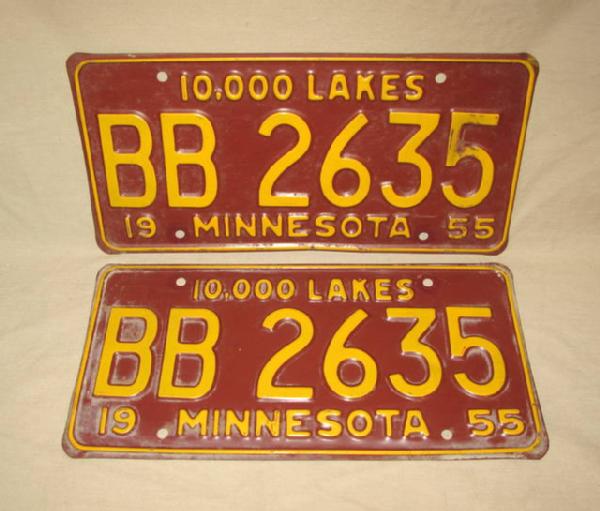 10,000 LAKES
BB 2635
19 MINNESOTA 55
10,000 LAKES
BB 2635
19 MINNESOTA 55